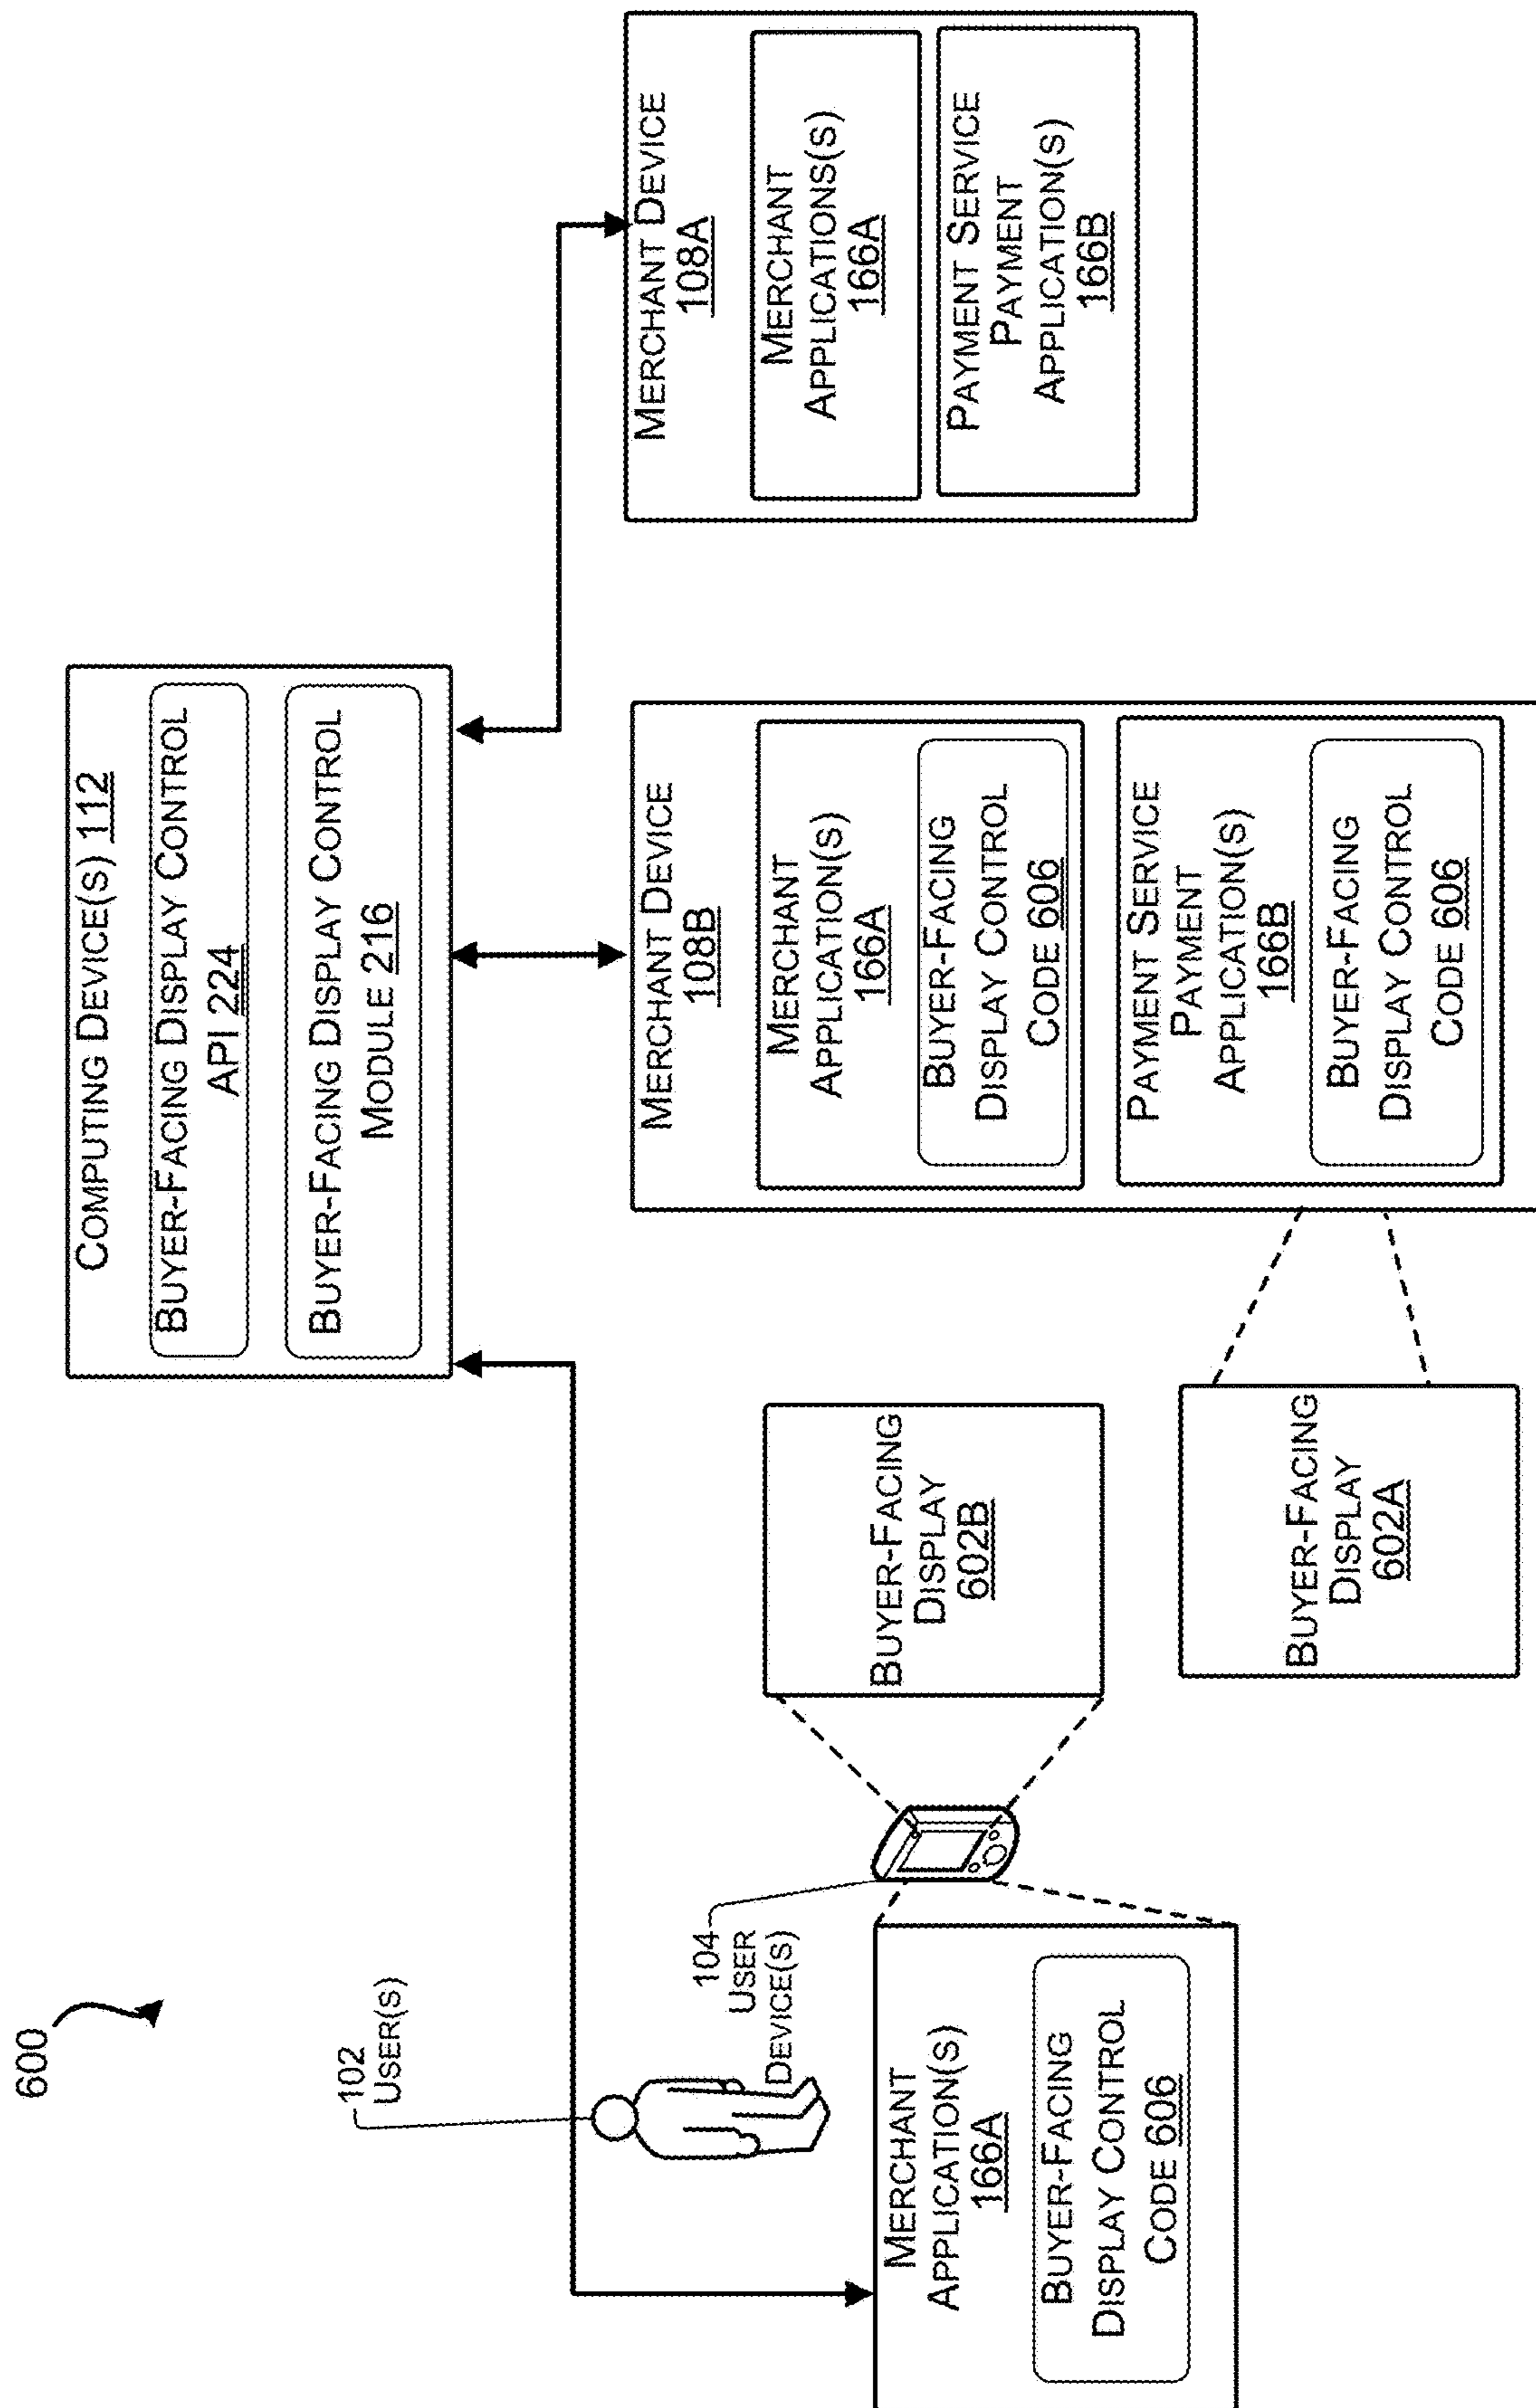 600
102
USER(S)
104
USER
DEVICE(S)
COMPUTING DEVICE(S) 112
BUYER-FACING DISPLAY CONTROL
API 224
BUYER-FACING DISPLAY CONTROL
MODULE 216
MERCHANT
APPLICATION(S)
166A
BUYER-FACING
DISPLAY CONTROL
CODE 606
BUYER-FACING
DISPLAY
602B
BUYER-FACING
DISPLAY
602A
MERCHANT DEVICE
108B
MERCHANT
APPLICATION(S)
166A
BUYER-FACING
DISPLAY CONTROL
CODE 606
PAYMENT SERVICE
PAYMENT
APPLICATION(S)
166B
BUYER-FACING
DISPLAY CONTROL
CODE 606
MERCHANT DEVICE
108A
MERCHANT
APPLICATIONS(S)
166A
PAYMENT SERVICE
PAYMENT
APPLICATION(S)
166B